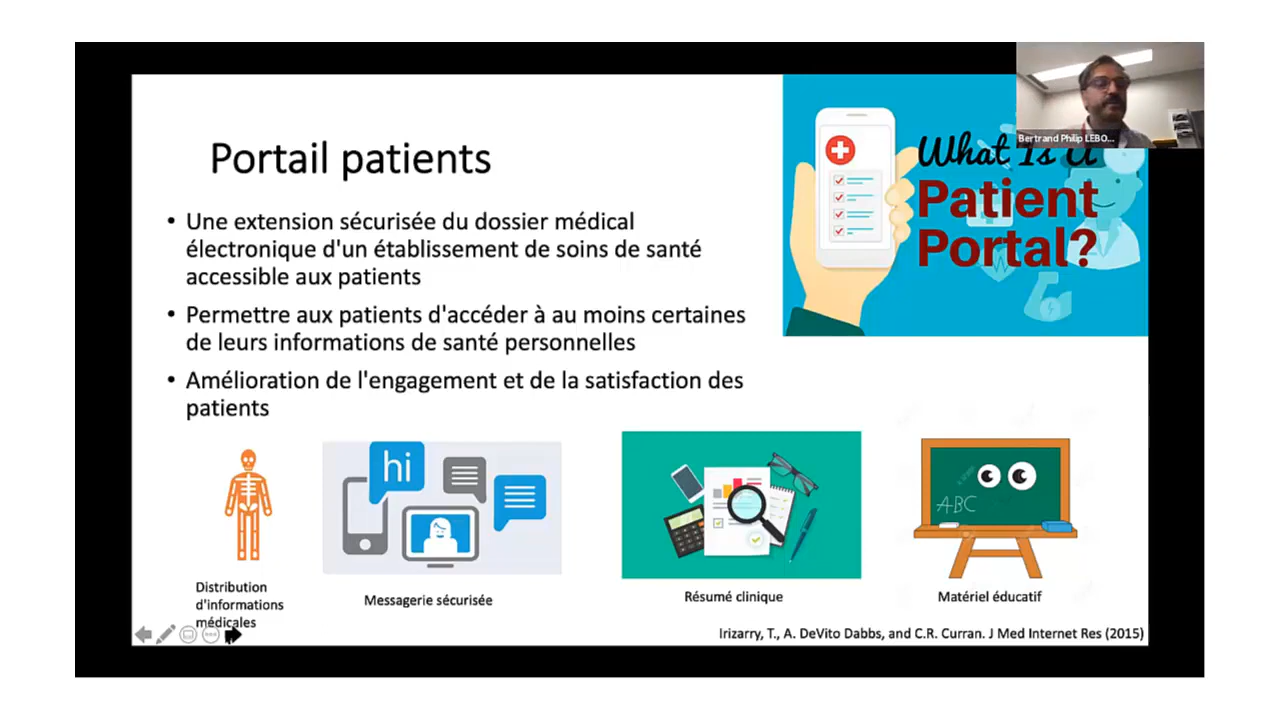 Portail patients
• Une extension sécurisée du dossier médical
électronique d'un établissement de soins de santé
accessible aux patients
• Permettre aux patients d'accéder à au moins certaines
de leurs informations de santé personnelles
• Amélioration de l'engagement et de la satisfaction des
patients
What Is a
Patient
Portal?
Bertrand Philip LEBO...
hi
ABC
Distribution
d'informations
médicales
Messagerie sécurisée
Résumé clinique
Matériel éducatif
Irizarry, T., A. DeVito Dabbs, and C.R. Curran. J Med Internet Res (2015)